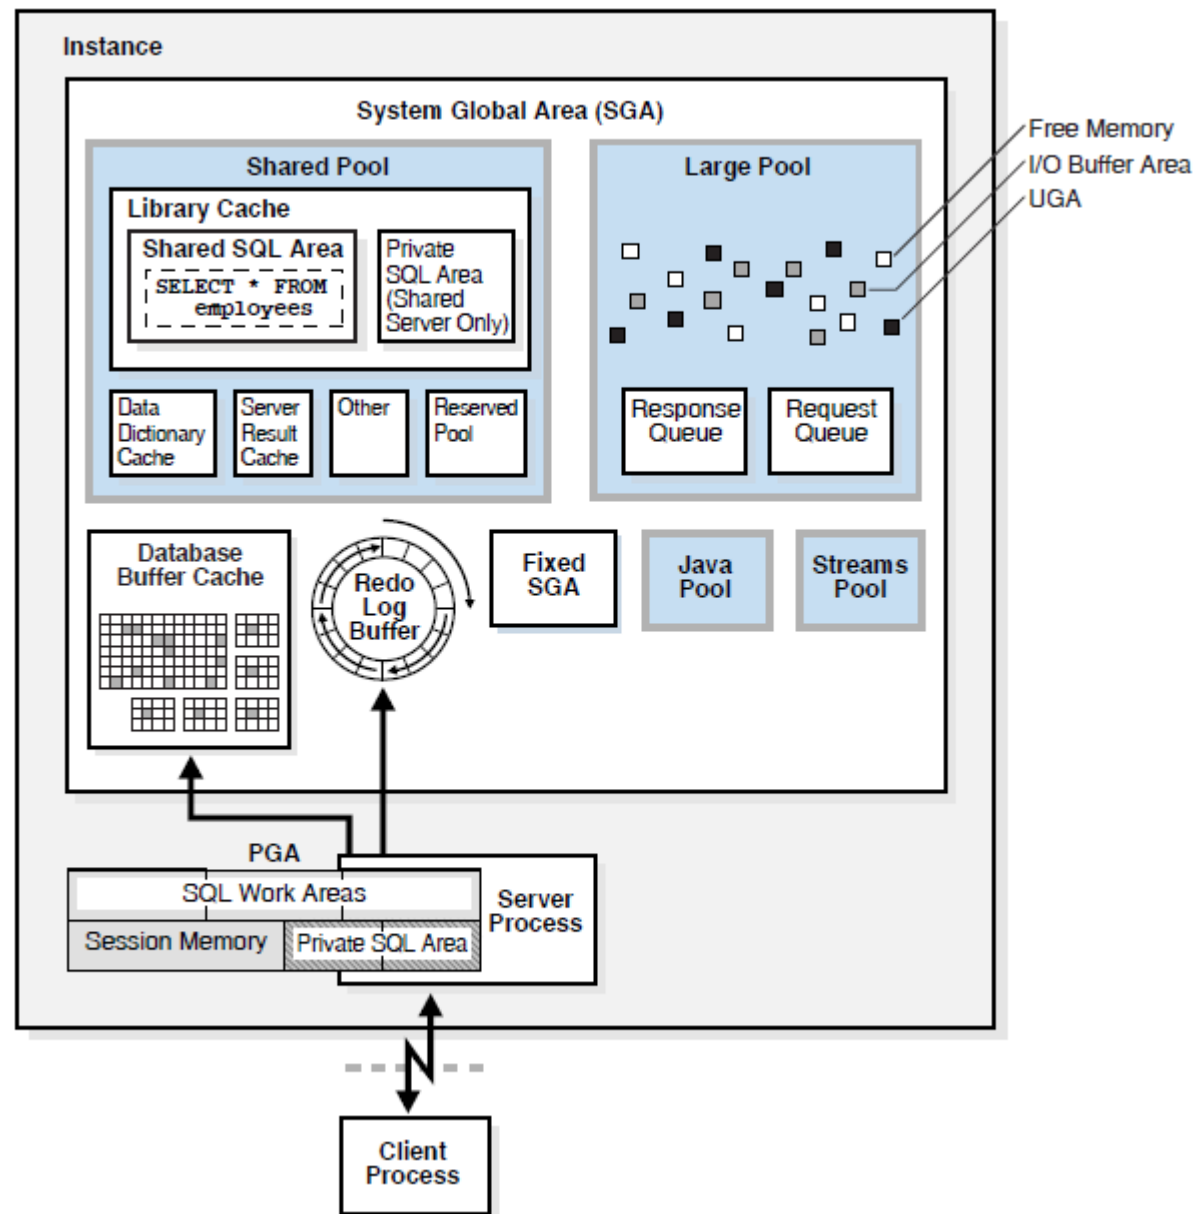 Instance
System Global Area (SGA)
Free Memory
I/O Buffer Area
UGA
Shared Pool
Library Cache
Shared SQL Area
SELECT * FROM
employees
Private
SQL Area
(Shared
Server Only)
Data
Dictionary
Cache
Server
Result
Cache
Other
Reserved
Pool
Large Pool
Response
Queue
Request
Queue
Database
Buffer Cache
Redo
Log
Buffer
Fixed
SGA
Java
Pool
Streams
Pool
PGA
SQL Work Areas
Session Memory
Private SQL Area
Server
Process
Client
Process